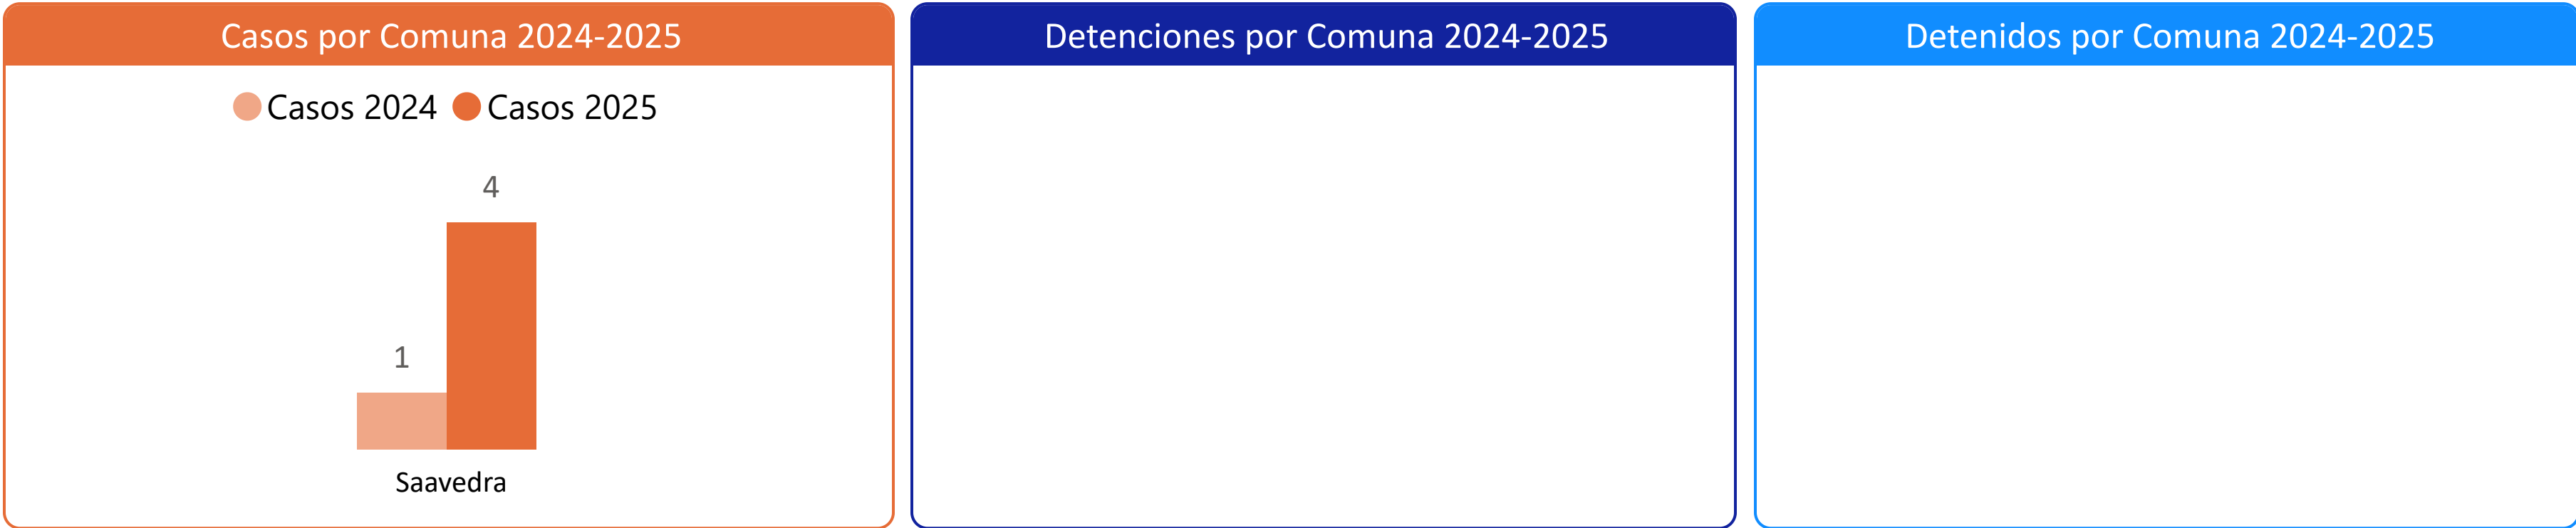 Casos por Comuna 2024-2025
Casos 2024 Casos 2025
4
1
Saavedra
Detenciones por Comuna 2024-2025
Detenidos por Comuna 2024-2025